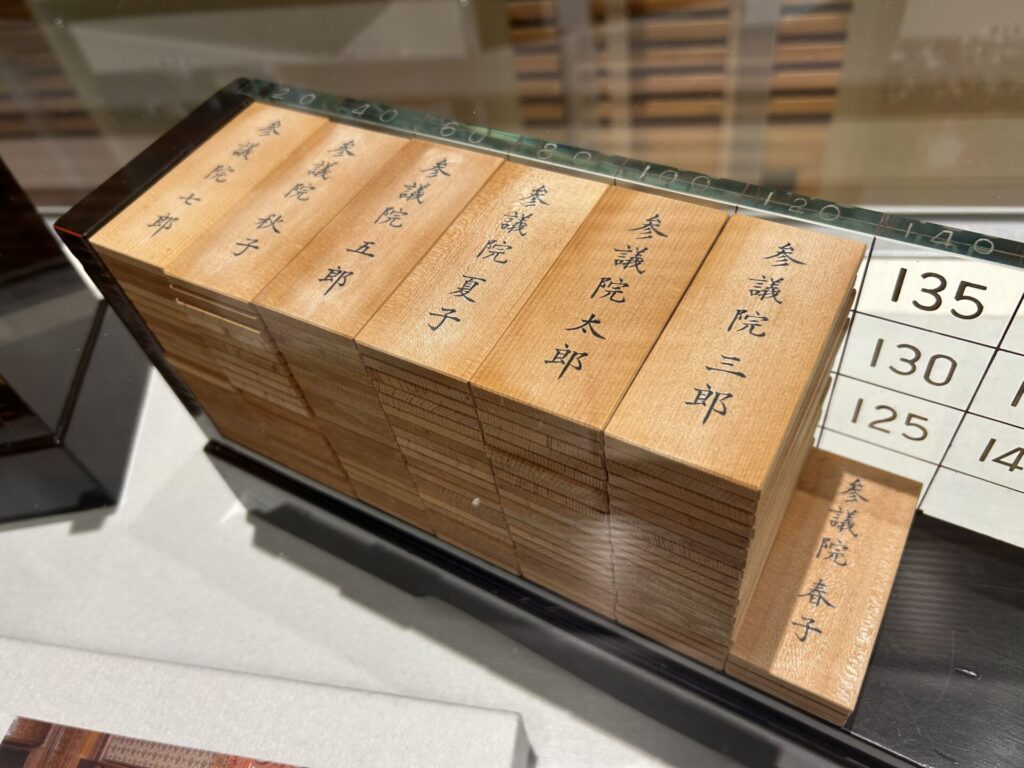 20 40 60 80 100 120 140
参議院 七郎
参議院 秋子
参議院 五郎
参議院 夏子
参議院 太郎
参議院 三郎
参議院 春子
135
130
125